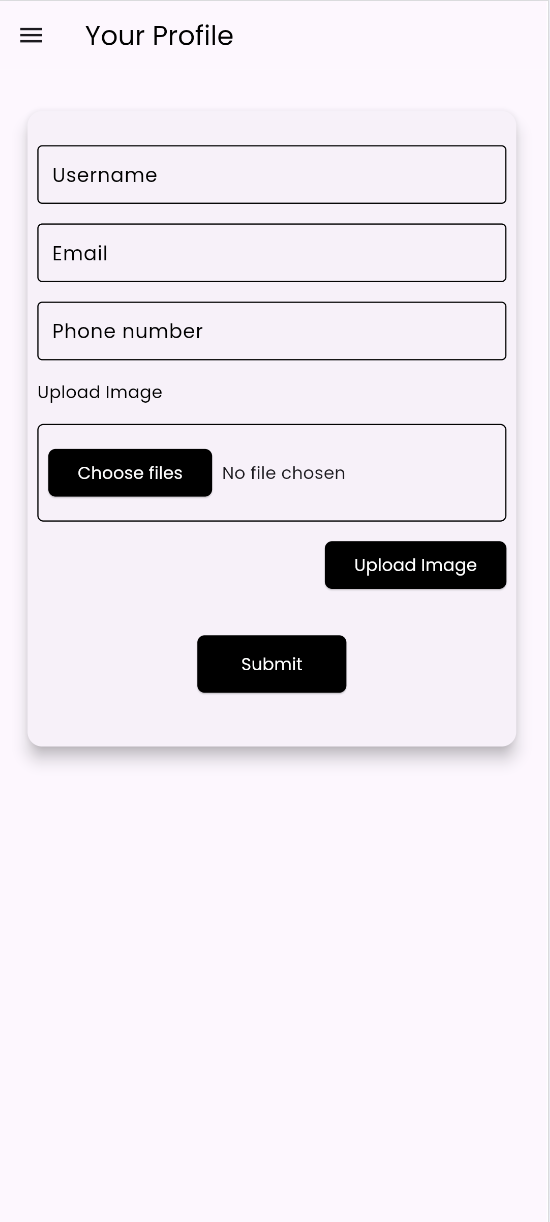 Your Profile
Username
Email
Phone number
Upload Image
Choose files No file chosen
Upload Image
Submit